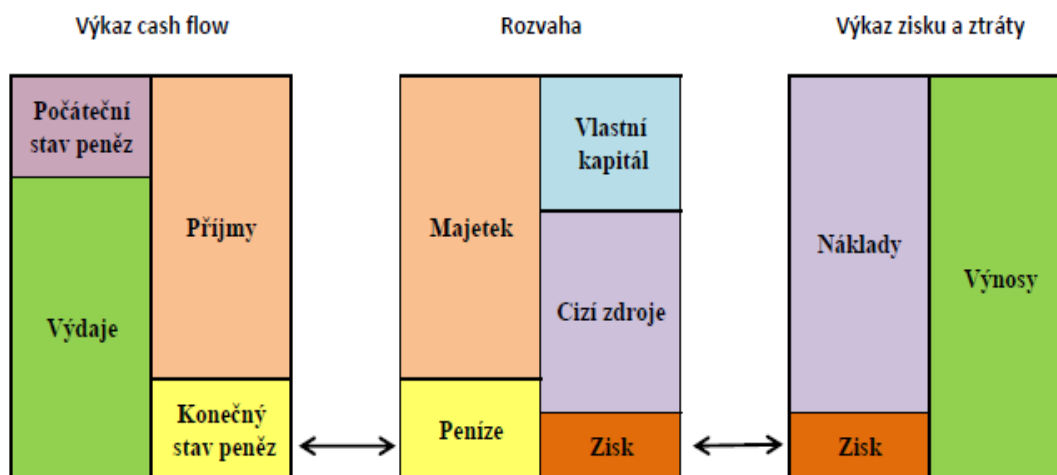 Výkaz cash flow
Rozvaha
Výkaz zisku a ztráty
Počáteční
stav peněz
Výdaje
Příjmy
Konečný
stav peněz
Majetek
Peníze
Vlastní
kapitál
Cizí zdroje
Zisk
Náklady
Zisk
Výnosy